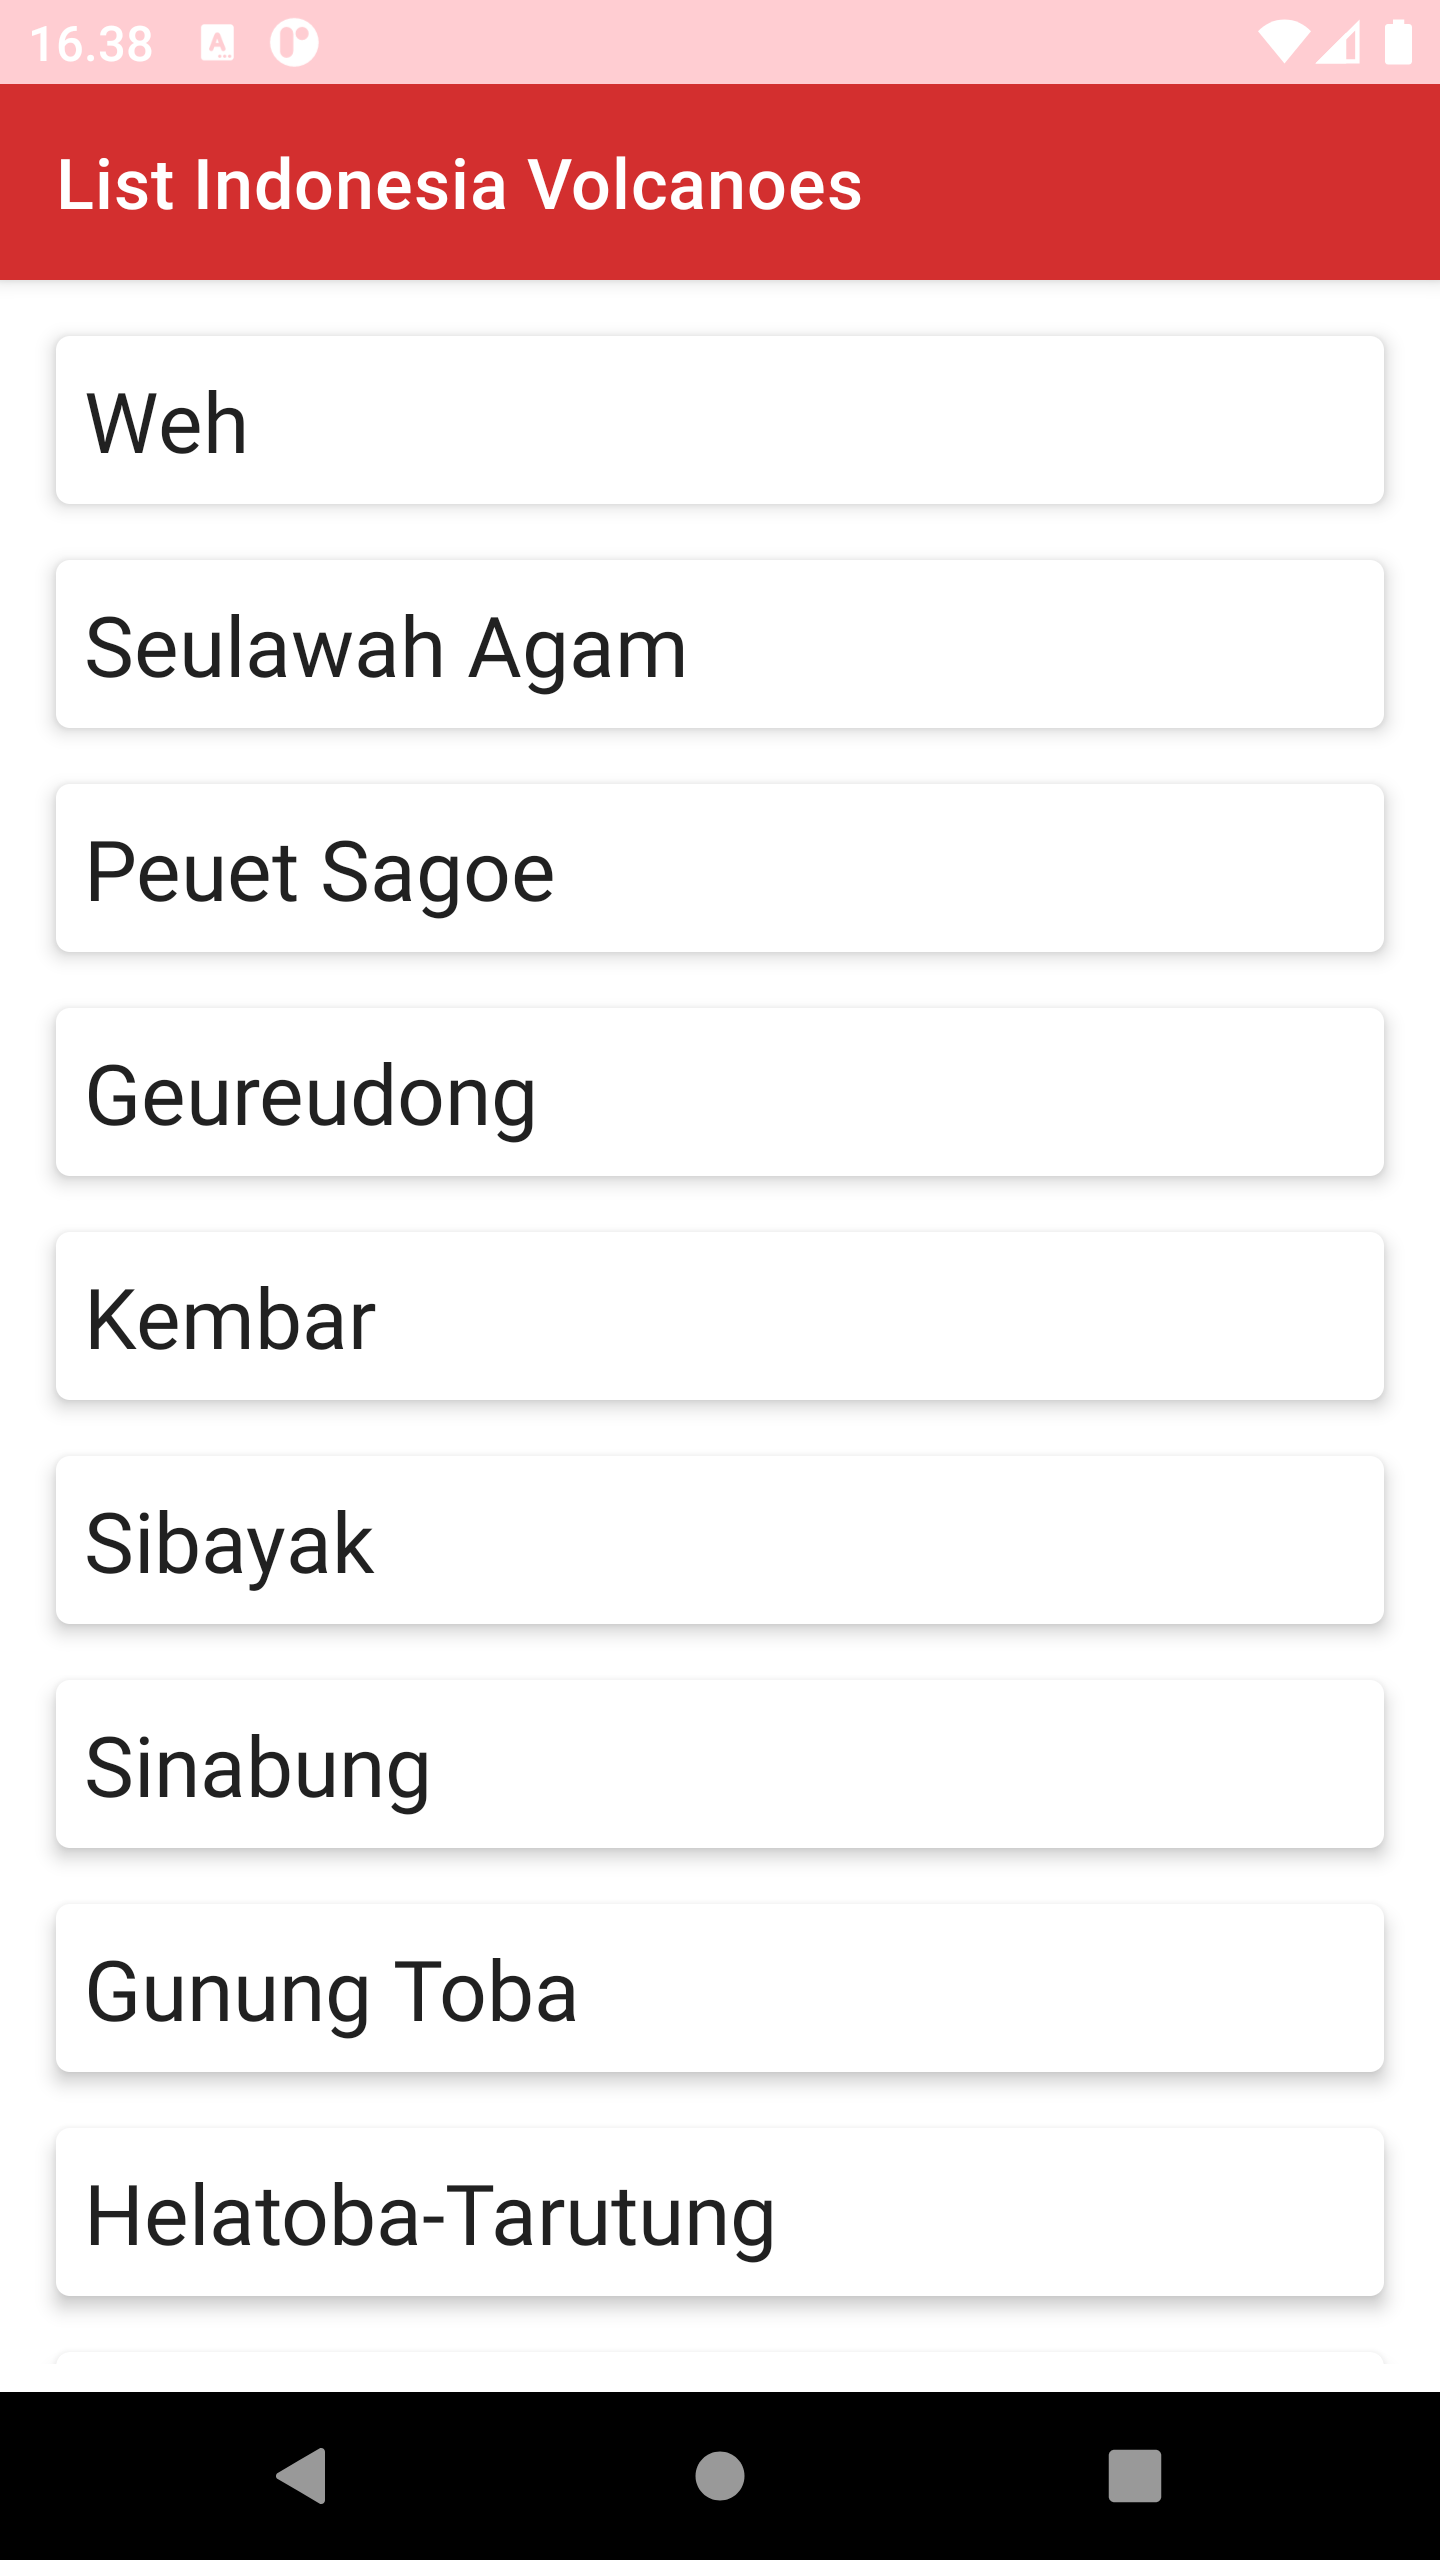 16.38
List Indonesia Volcanoes
Weh
Seulawah Agam
Peuet Sagoe
Geureudong
Kembar
Sibayak
Sinabung
Gunung Toba
Helatoba-Tarutung